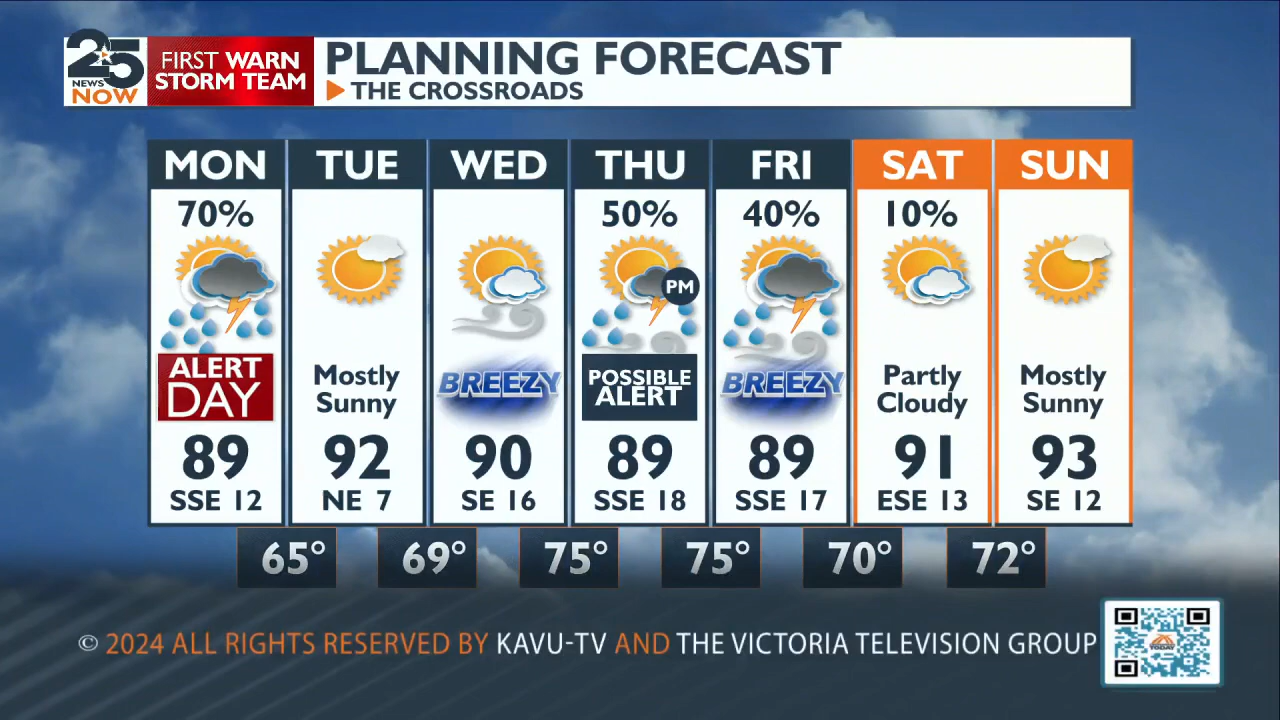 25
NEWS
NOW
FIRST WARN
STORM TEAM
PLANNING FORECAST
THE CROSSROADS
MON TUE WED THU FRI SAT SUN
70% 50% 40% 10%
PM
ALERT
DAY
Mostly
Sunny
BREEZY
POSSIBLE
ALERT
BREEZY
Partly
Cloudy
Mostly
Sunny
89 92 90 89 89 91 93
SSE 12 NE 7 SE 16 SSE 18 SSE 17 ESE 13 SE 12
65° 69° 75° 75° 70° 72°
© 2024 ALL RIGHTS RESERVED BY KAVU-TV AND THE VICTORIA TELEVISION GROUP
TODAY